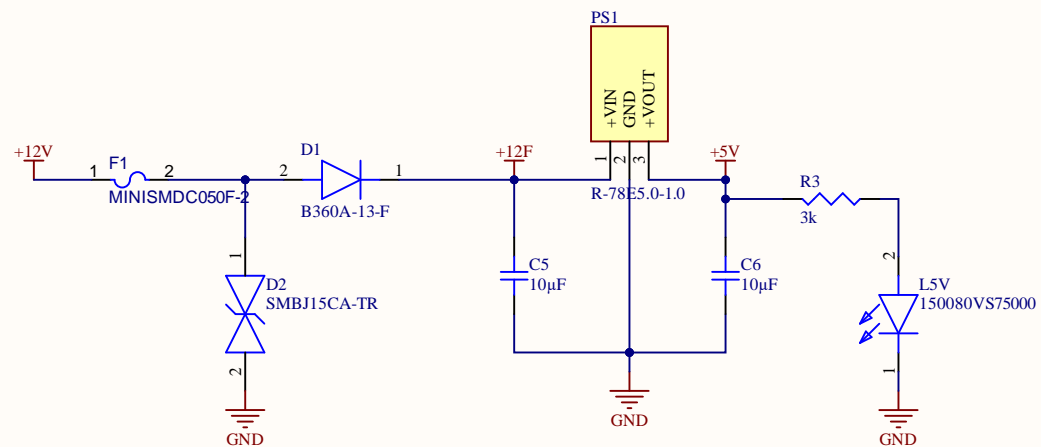 PS1
+VIN
GND
+VOUT
1
2
3
R-78E5.0-1.0
+12V
1
F1
2
MINISMDC050F-2
2
D1
1
B360A-13-F
+12F
+5V
R3
3k
1
D2
SMBJ15CA-TR
2
GND
C5
10µF
GND
C6
10µF
2
L5V
150080VS75000
1
GND